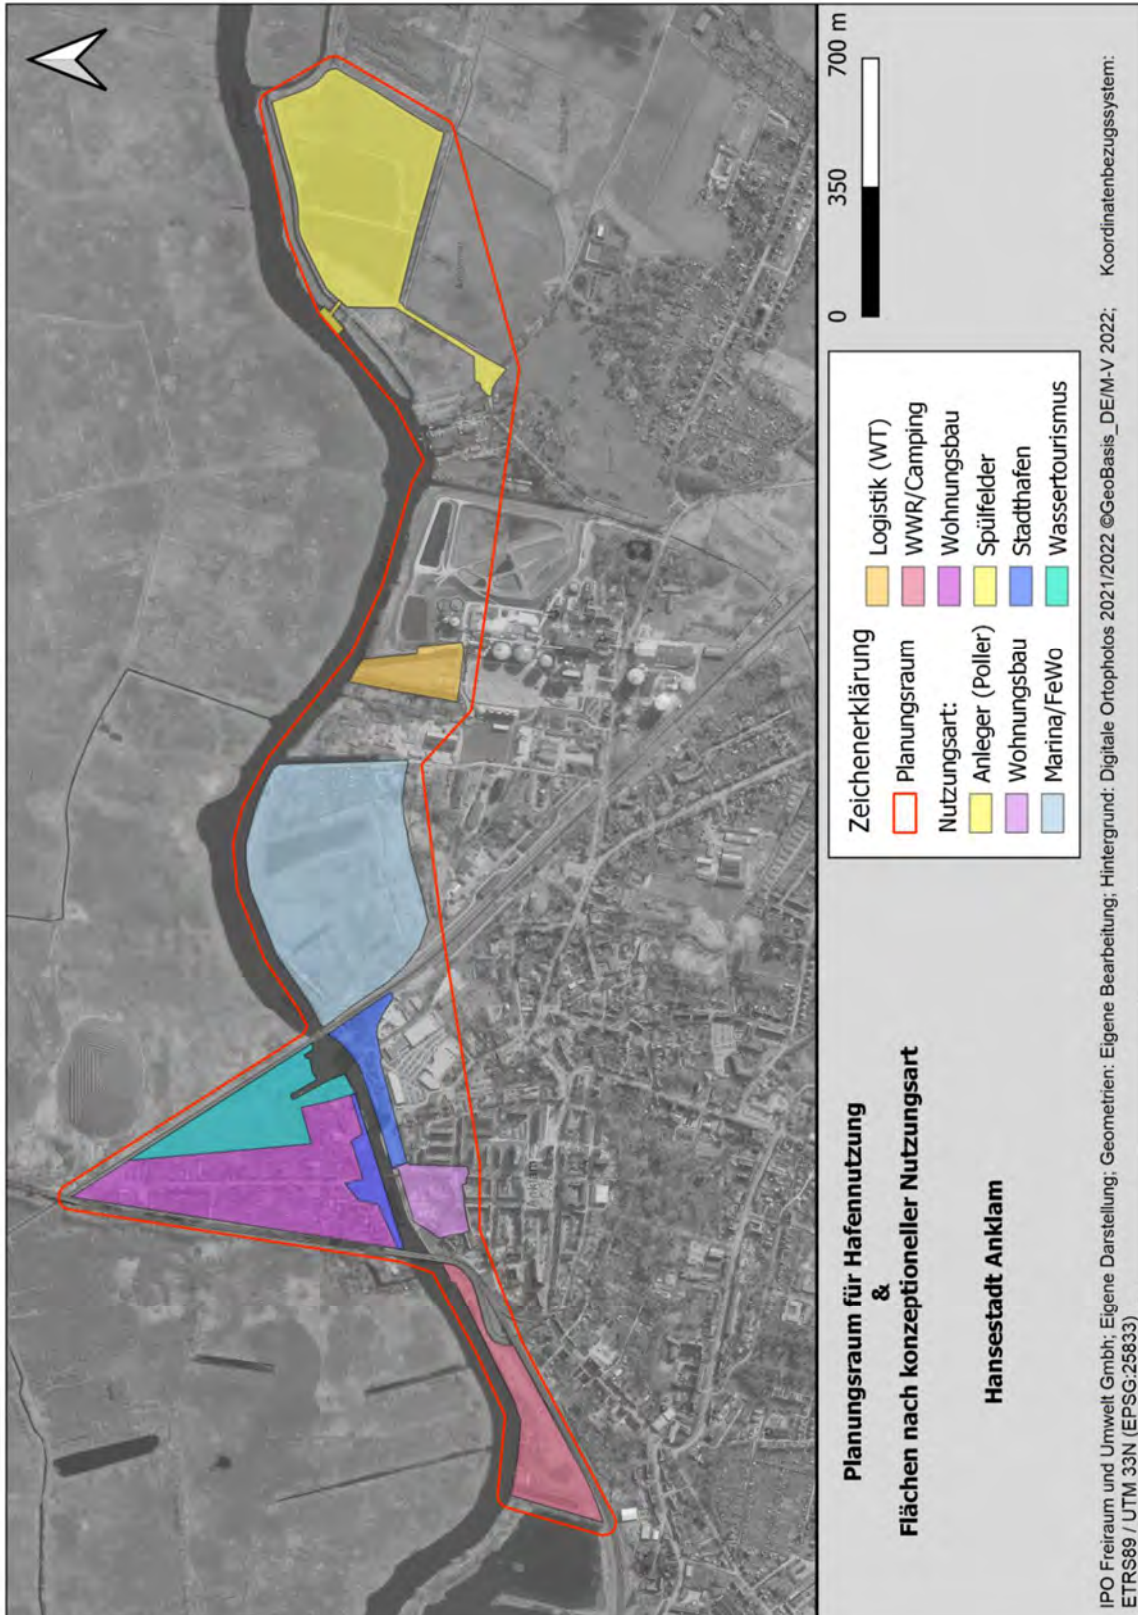 Planungsraum für Hafennutzung
&
Flächen nach konzeptioneller Nutzungsart
Hansestadt Anklam
Zeichenerklärung
Planungsraum
Nutzungsart:
Anleger (Poller)
Wohnungsbau
Marina/FeWo
Logistik (WT)
WWR/Camping
Wohnungsbau
Spülfelder
Stadthafen
Wassertourismus
0 350 700 m
IPO Freiraum und Umwelt Gmbh; Eigene Darstellung; Geometrien: Eigene Bearbeitung; Hintergrund: Digitale Ortophotos 2021/2022 ©GeoBasis_DE/M-V 2022; Koordinatenbezugssystem:
ETRS89 / UTM 33N (EPSG:25833)